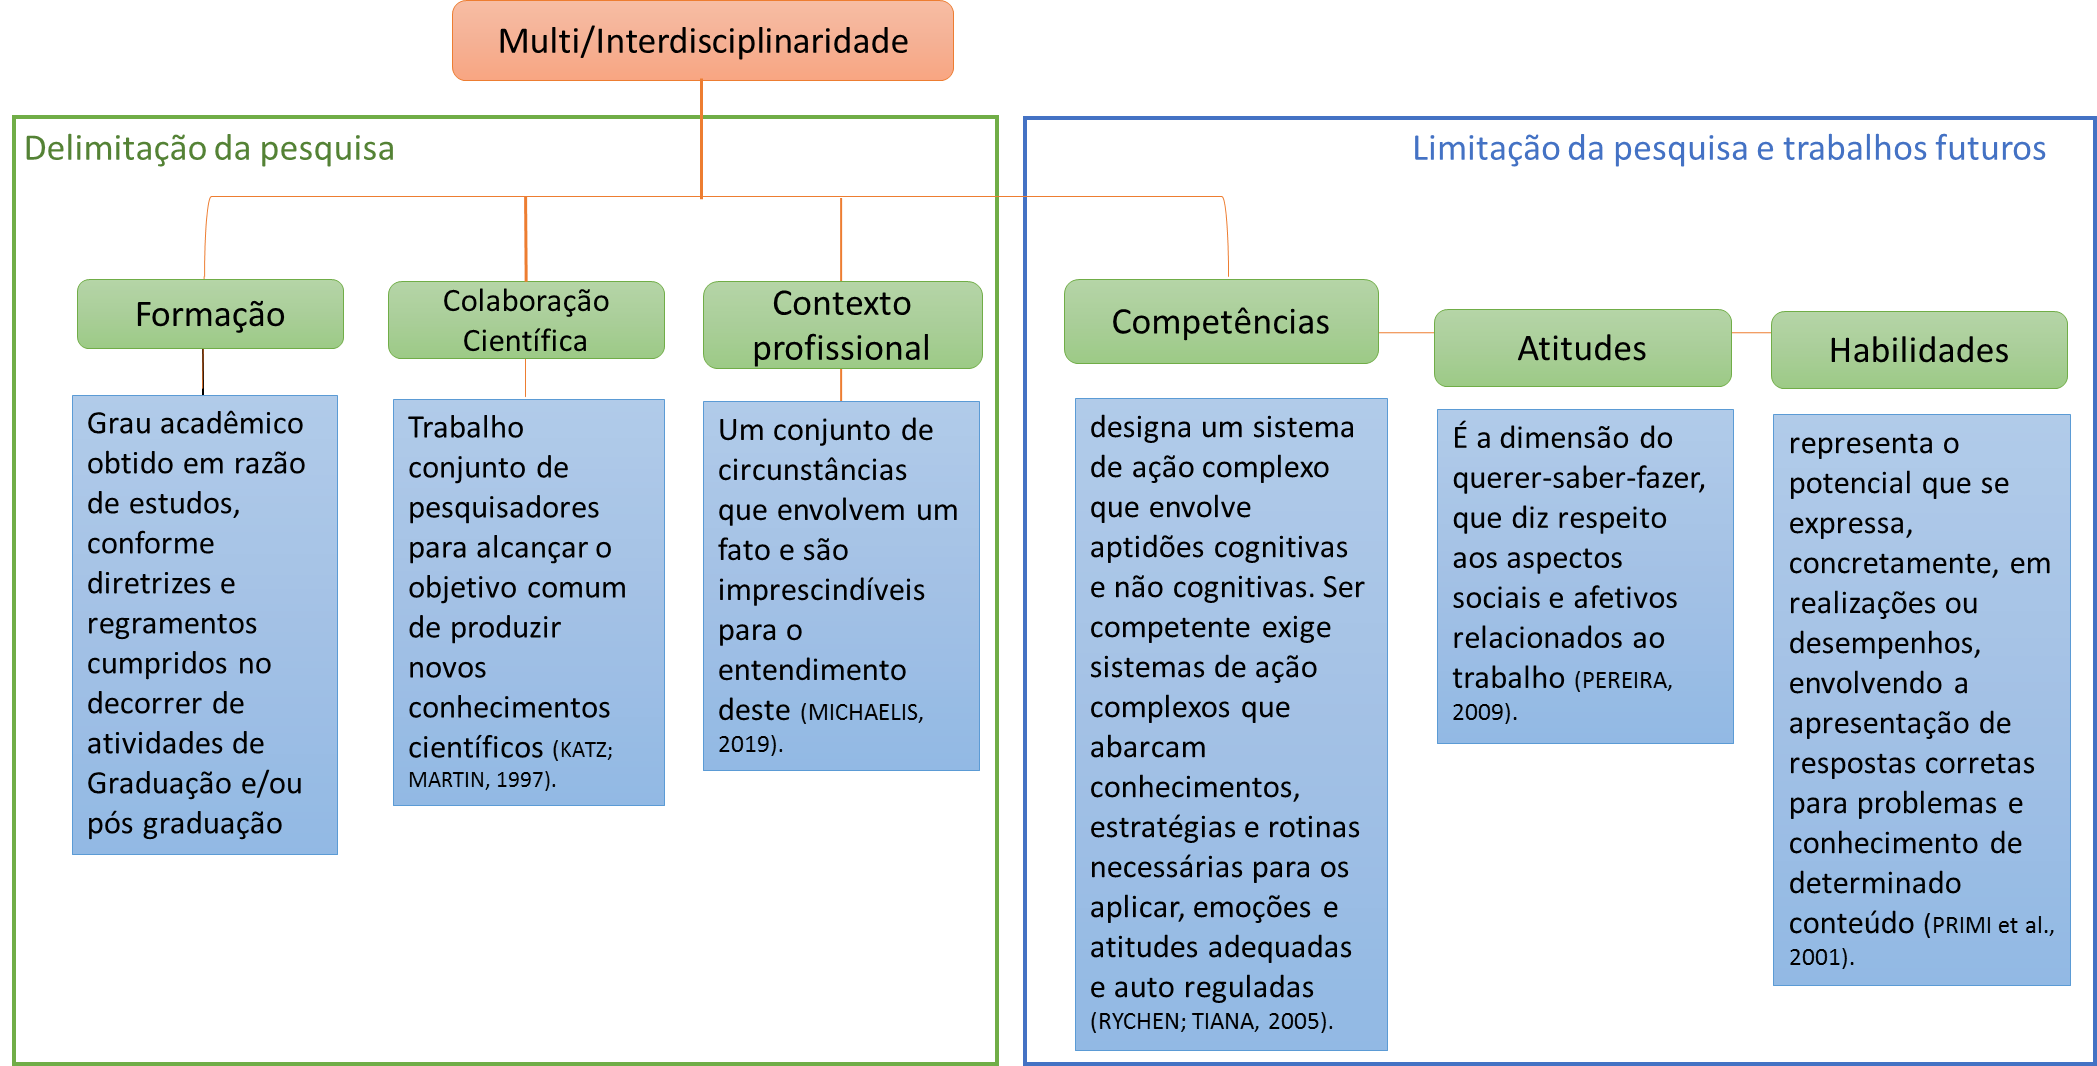 Multi/Interdisciplinaridade
Delimitação da pesquisa
Formação
Grau acadêmico
obtido em razão
de estudos,
conforme
diretrizes e
regramentos
cumpridos no
decorrer de
atividades de
Graduação e/ou
pós graduação
Colaboração
Científica
Trabalho
conjunto de
pesquisadores
para alcançar o
objetivo comum
de produzir
novos
conhecimentos
científicos (KATZ;
MARTIN, 1997).
Contexto
profissional
Um conjunto de
circunstâncias
que envolvem um
fato e são
imprescindíveis
para o
entendimento
deste (MICHAELIS,
2019).
Limitação da pesquisa e trabalhos futuros
Competências
designa um sistema
de ação complexo
que envolve
aptidões cognitivas
e não cognitivas. Ser
competente exige
sistemas de ação
complexos que
abarcam
conhecimentos,
estratégias e rotinas
necessárias para os
aplicar, emoções e
atitudes adequadas
e auto reguladas
(RYCHEN; TIANA, 2005).
Atitudes
É a dimensão do
querer-saber-fazer,
que diz respeito
aos aspectos
sociais e afetivos
relacionados ao
trabalho (PEREIRA,
2009).
Habilidades
representa o
potencial que se
expressa,
concretamente, em
realizações ou
desempenhos,
envolvendo a
apresentação de
respostas corretas
para problemas e
conhecimento de
determinado
conteúdo (PRIMI et al.,
2001).